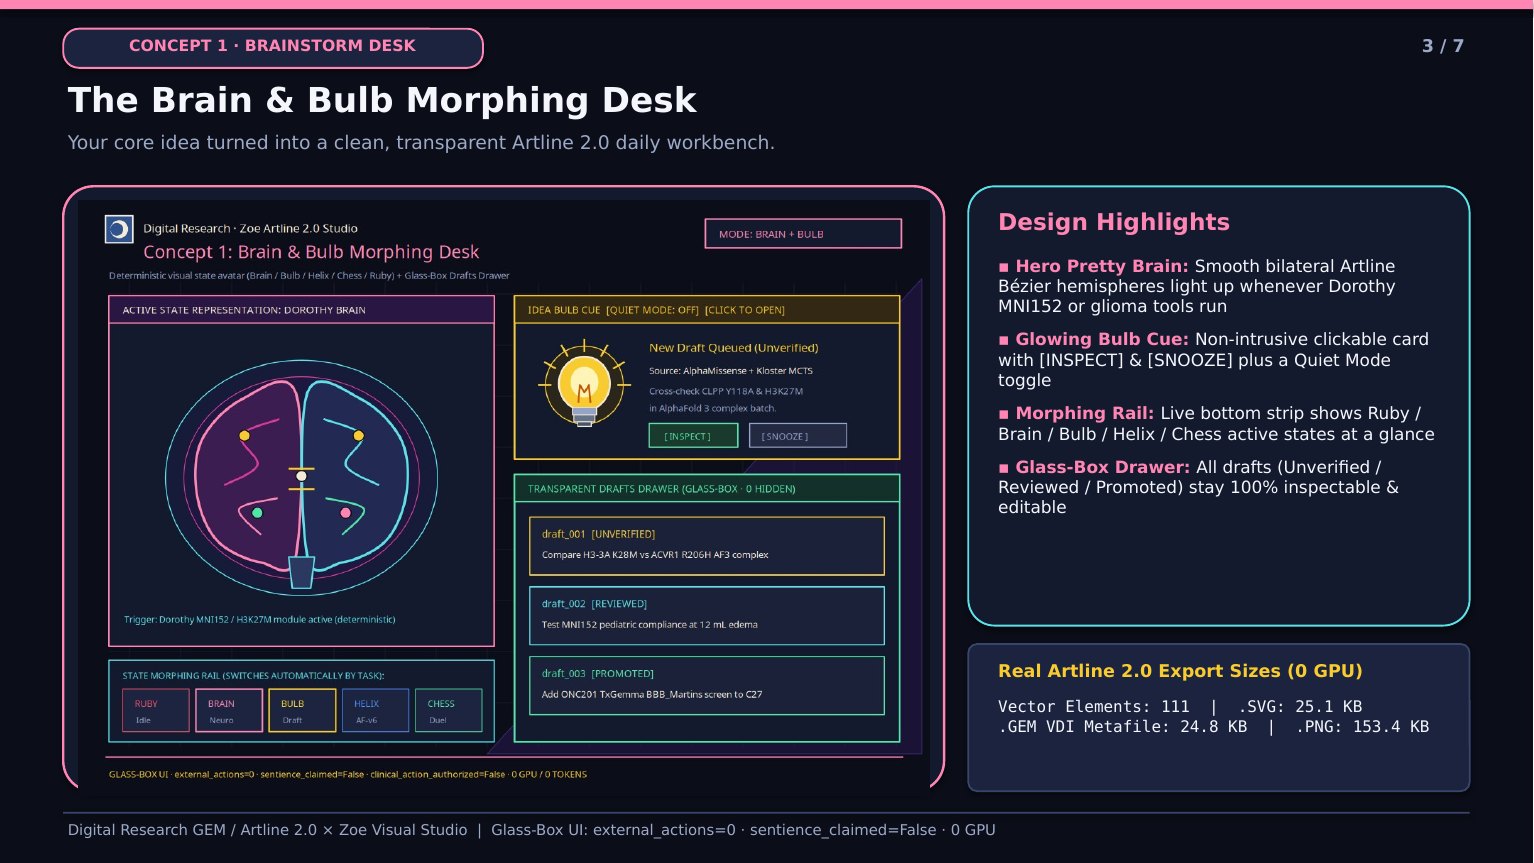 CONCEPT 1 · BRAINSTORM DESK
3 / 7
The Brain & Bulb Morphing Desk
Your core idea turned into a clean, transparent Artline 2.0 daily workbench.
Digital Research · Zoe Artline 2.0 Studio
Concept 1: Brain & Bulb Morphing Desk
MODE: BRAIN + BULB
Deterministic visual state avatar (Brain / Bulb / Helix / Chess / Ruby) + Glass-Box Drafts Drawer
ACTIVE STATE REPRESENTATION: DOROTHY BRAIN
Trigger: Dorothy MNI152 / H3K27M module active (deterministic)
STATE MORPHING RAIL (SWITCHES AUTOMATICALLY BY TASK):
RUBY
Idle
BRAIN
Neuro
BULB
Draft
HELIX
AF-v6
CHESS
Duel
IDEA BULB CUE [QUIET MODE: OFF] [CLICK TO OPEN]
New Draft Queued (Unverified)
Source: AlphaMissense + Kloster MCTS
Cross-check CLPP Y118A & H3K27M
in AlphaFold 3 complex batch.
[ INSPECT ]
[ SNOOZE ]
TRANSPARENT DRAFTS DRAWER (GLASS-BOX · 0 HIDDEN)
draft_001 [UNVERIFIED]
Compare H3-3A K28M vs ACVR1 R206H AF3 complex
draft_002 [REVIEWED]
Test MNI152 pediatric compliance at 12 mL edema
draft_003 [PROMOTED]
Add ONC201 TxGemma BBB_Martins screen to C27
GLASS-BOX UI · external_actions=0 · sentience_claimed=False · clinical_action_authorized=False · 0 GPU / 0 TOKENS
Design Highlights
▪ Hero Pretty Brain: Smooth bilateral Artline
Bézier hemispheres light up whenever Dorothy
MNI152 or glioma tools run
▪ Glowing Bulb Cue: Non-intrusive clickable card
with [INSPECT] & [SNOOZE] plus a Quiet Mode
toggle
▪ Morphing Rail: Live bottom strip shows Ruby /
Brain / Bulb / Helix / Chess active states at a glance
▪ Glass-Box Drawer: All drafts (Unverified /
Reviewed / Promoted) stay 100% inspectable &
editable
Real Artline 2.0 Export Sizes (0 GPU)
Vector Elements: 111 | .SVG: 25.1 KB
.GEM VDI Metafile: 24.8 KB | .PNG: 153.4 KB
Digital Research GEM / Artline 2.0 × Zoe Visual Studio | Glass-Box UI: external_actions=0 · sentience_claimed=False · 0 GPU